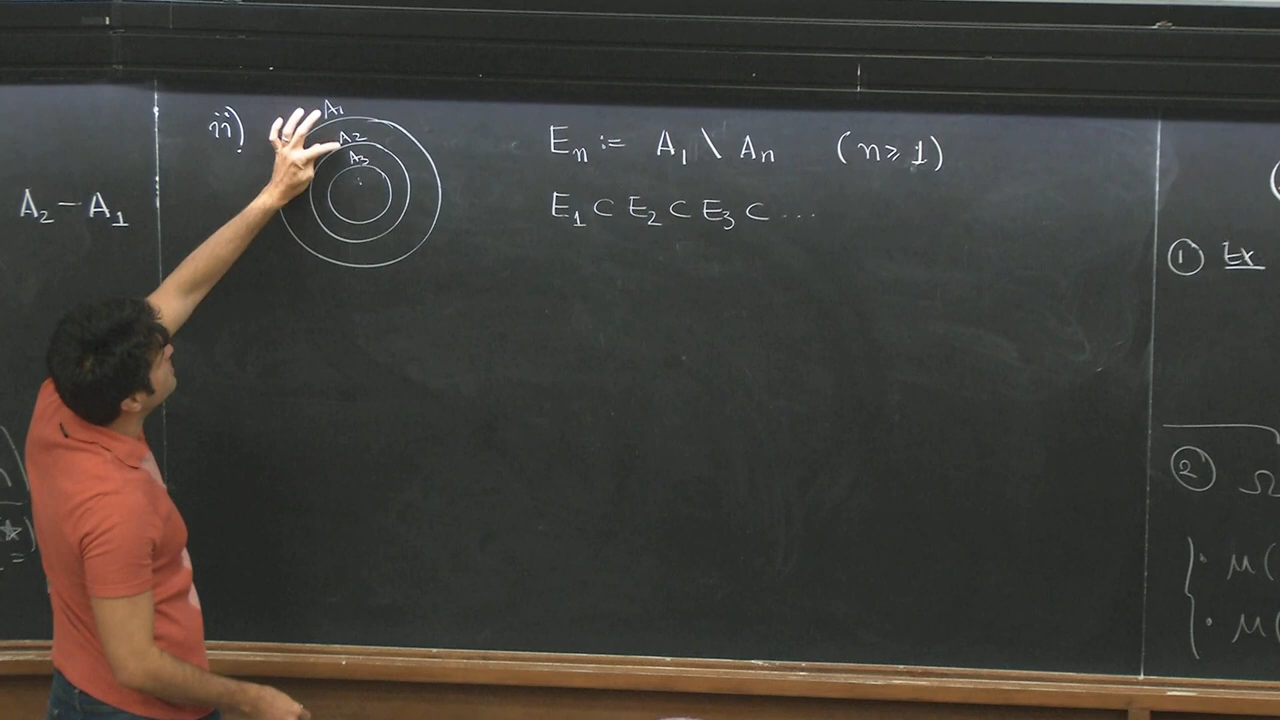 A₂ − A₁
ii)
A₁
A₂
A₃
Eₙ := A₁ \ Aₙ (n ≥ 1)
E₁ ⊂ E₂ ⊂ E₃ ⊂ ...
① Ex
② Ω
• μ(
• μ(